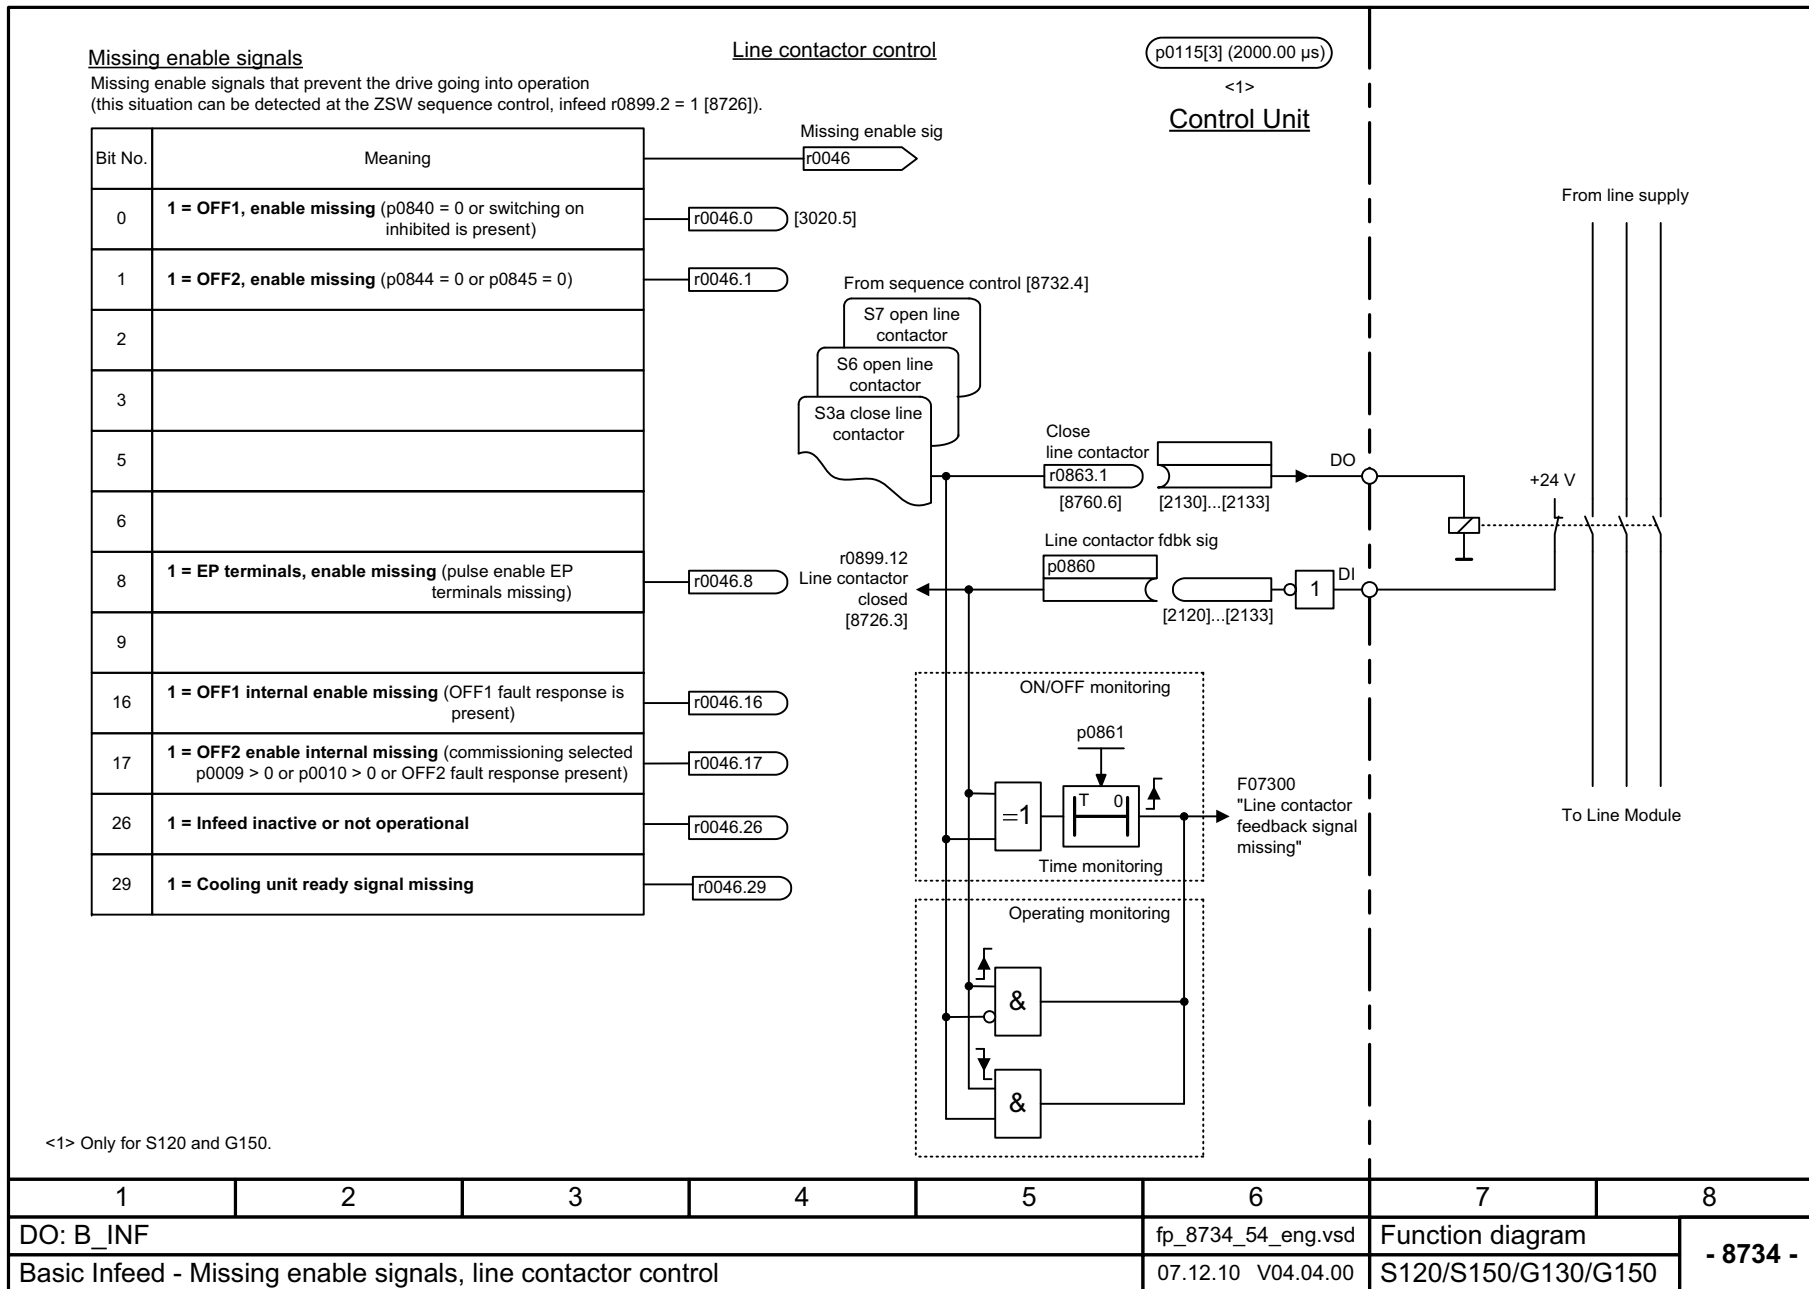 Missing enable signals
Missing enable signals that prevent the drive going into operation
(this situation can be detected at the ZSW sequence control, infeed r0899.2 = 1 [8726]).
Line contactor control
p0115[3] (2000.00 µs)
<1>
Control Unit
Bit No.
Meaning
Missing enable sig
r0046
0
1 = OFF1, enable missing (p0840 = 0 or switching on
inhibited is present)
r0046.0
[3020.5]
1
1 = OFF2, enable missing (p0844 = 0 or p0845 = 0)
r0046.1
2
3
5
6
8
1 = EP terminals, enable missing (pulse enable EP
terminals missing)
r0046.8
9
16
1 = OFF1 internal enable missing (OFF1 fault response is
present)
r0046.16
17
1 = OFF2 enable internal missing (commissioning selected
p0009 > 0 or p0010 > 0 or OFF2 fault response present)
r0046.17
26
1 = Infeed inactive or not operational
r0046.26
29
1 = Cooling unit ready signal missing
r0046.29
From sequence control [8732.4]
S7 open line
contactor
S6 open line
contactor
S3a close line
contactor
Close
line contactor
r0863.1
[8760.6]
[2130]...[2133]
DO
Line contactor fdbk sig
p0860
[2120]...[2133]
1
DI
r0899.12
Line contactor
closed
[8726.3]
From line supply
+24 V
To Line Module
ON/OFF monitoring
p0861
=1
T 0
Time monitoring
F07300
"Line contactor
feedback signal
missing"
Operating monitoring
&
&
<1> Only for S120 and G150.
1 2 3 4 5 6 7 8
DO: B_INF
fp_8734_54_eng.vsd
Function diagram
- 8734 -
Basic Infeed - Missing enable signals, line contactor control
07.12.10 V04.04.00
S120/S150/G130/G150